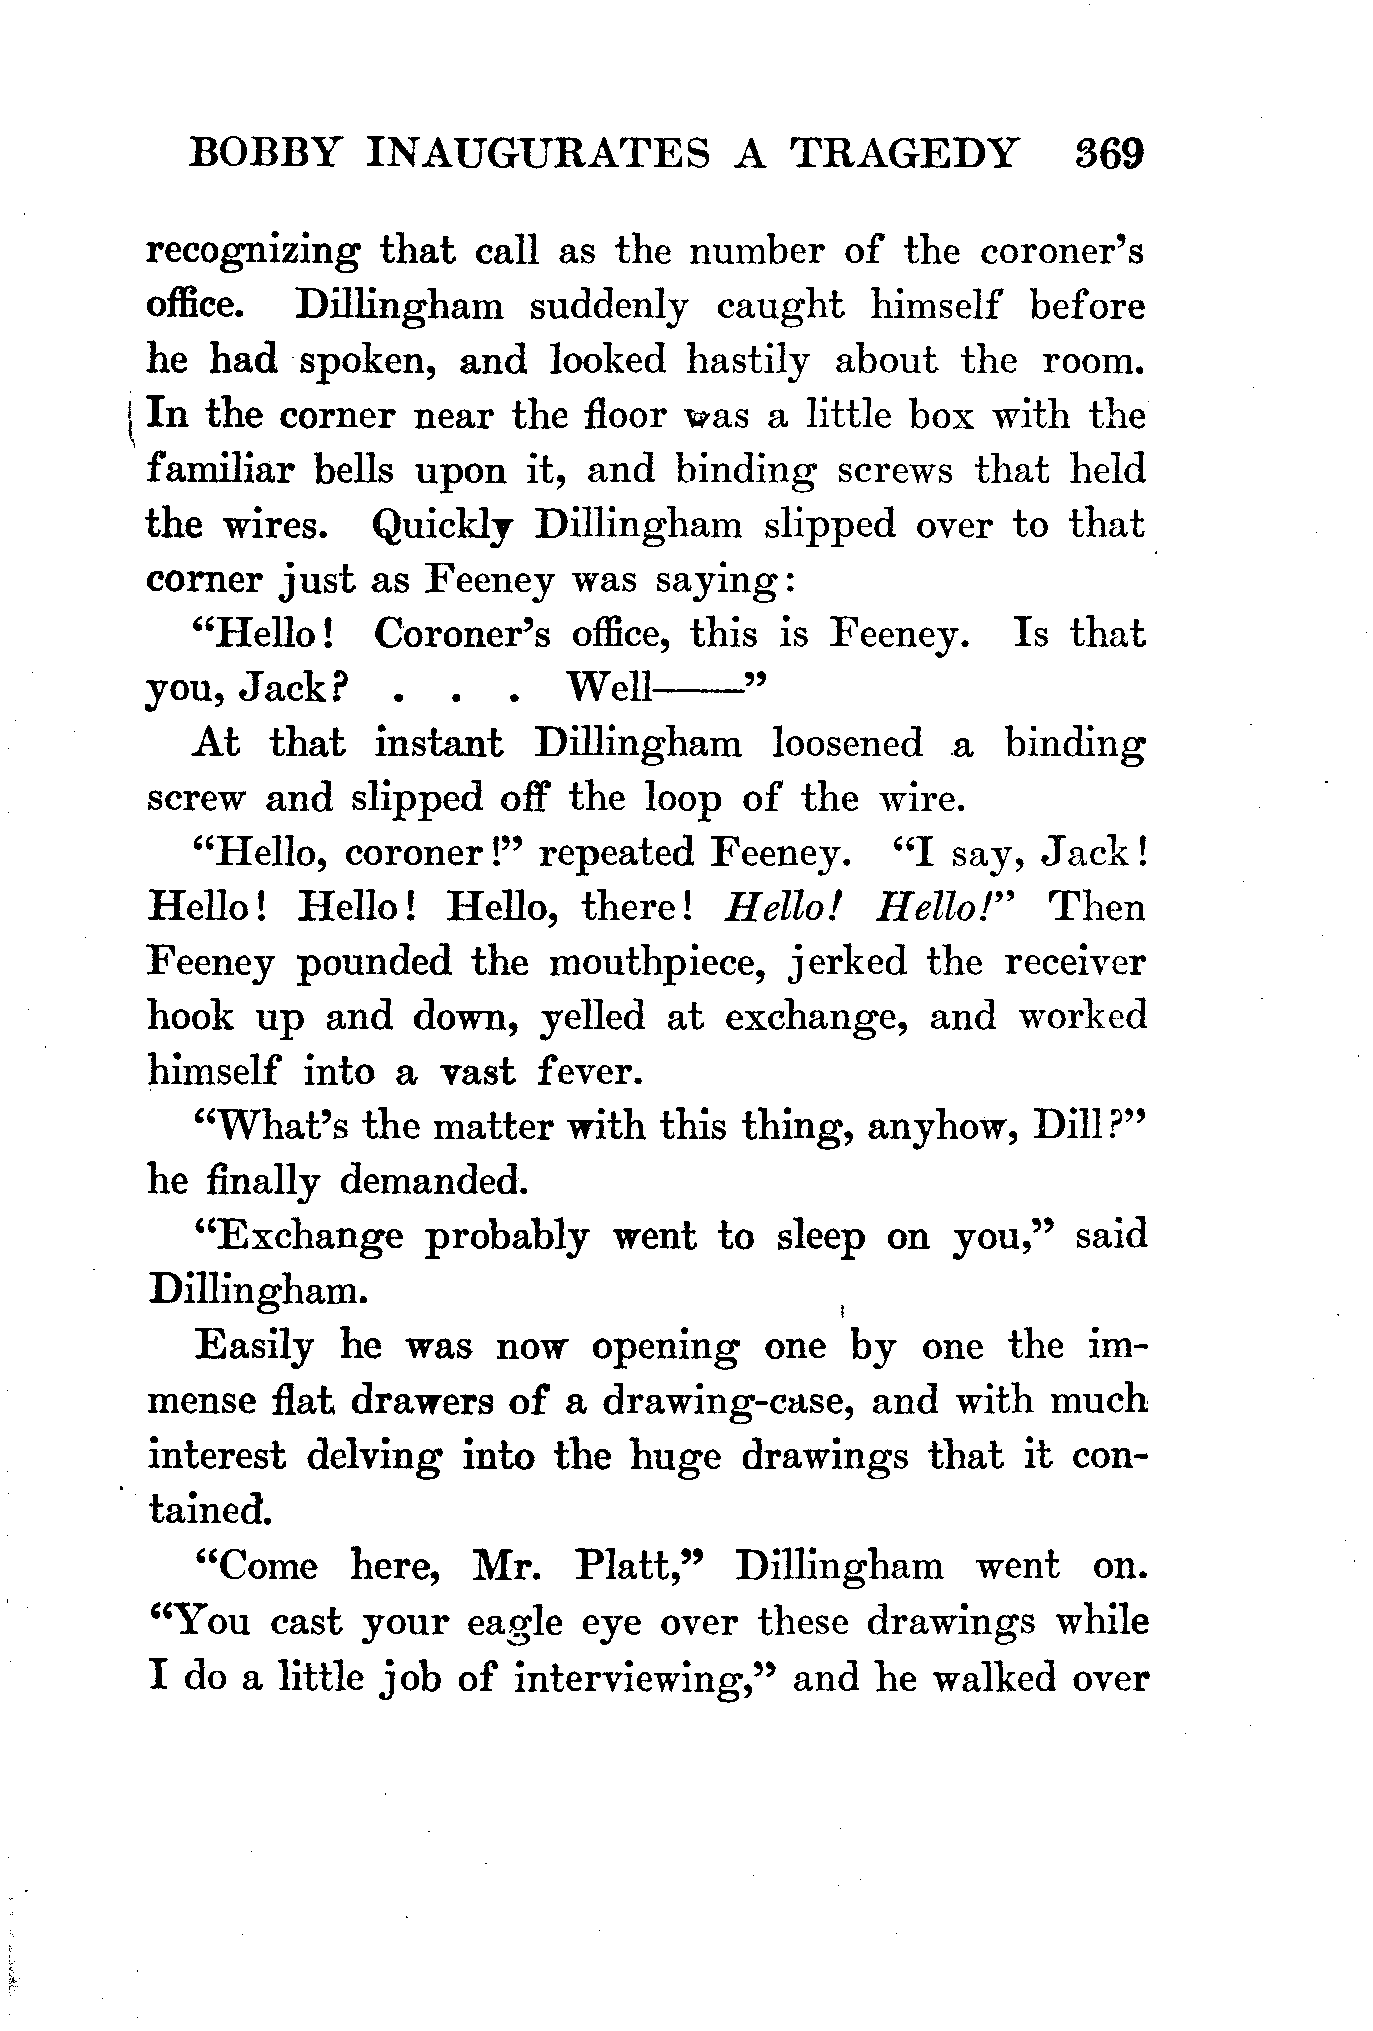 BOBBY INAUGURATES A TRAGEDY 369
recognizing that call as the number of the coroner's
office. Dillingham suddenly caught himself before
he had spoken, and looked hastily about the room.
In the corner near the floor was a little box with the
familiar bells upon it, and binding screws that held
the wires. Quickly Dillingham slipped over to that
corner just as Feeney was saying:
“Hello! Coroner's office, this is Feeney. Is that
you, Jack? . . . Well——”
At that instant Dillingham loosened a binding
screw and slipped off the loop of the wire.
“Hello, coroner!” repeated Feeney. “I say, Jack!
Hello! Hello! Hello, there! Hello! Hello!” Then
Feeney pounded the mouthpiece, jerked the receiver
hook up and down, yelled at exchange, and worked
himself into a vast fever.
“What's the matter with this thing, anyhow, Dill?”
he finally demanded.
“Exchange probably went to sleep on you,” said
Dillingham.
Easily he was now opening one by one the im-
mense flat drawers of a drawing-case, and with much
interest delving into the huge drawings that it con-
tained.
“Come here, Mr. Platt,” Dillingham went on.
“You cast your eagle eye over these drawings while
I do a little job of interviewing,” and he walked over